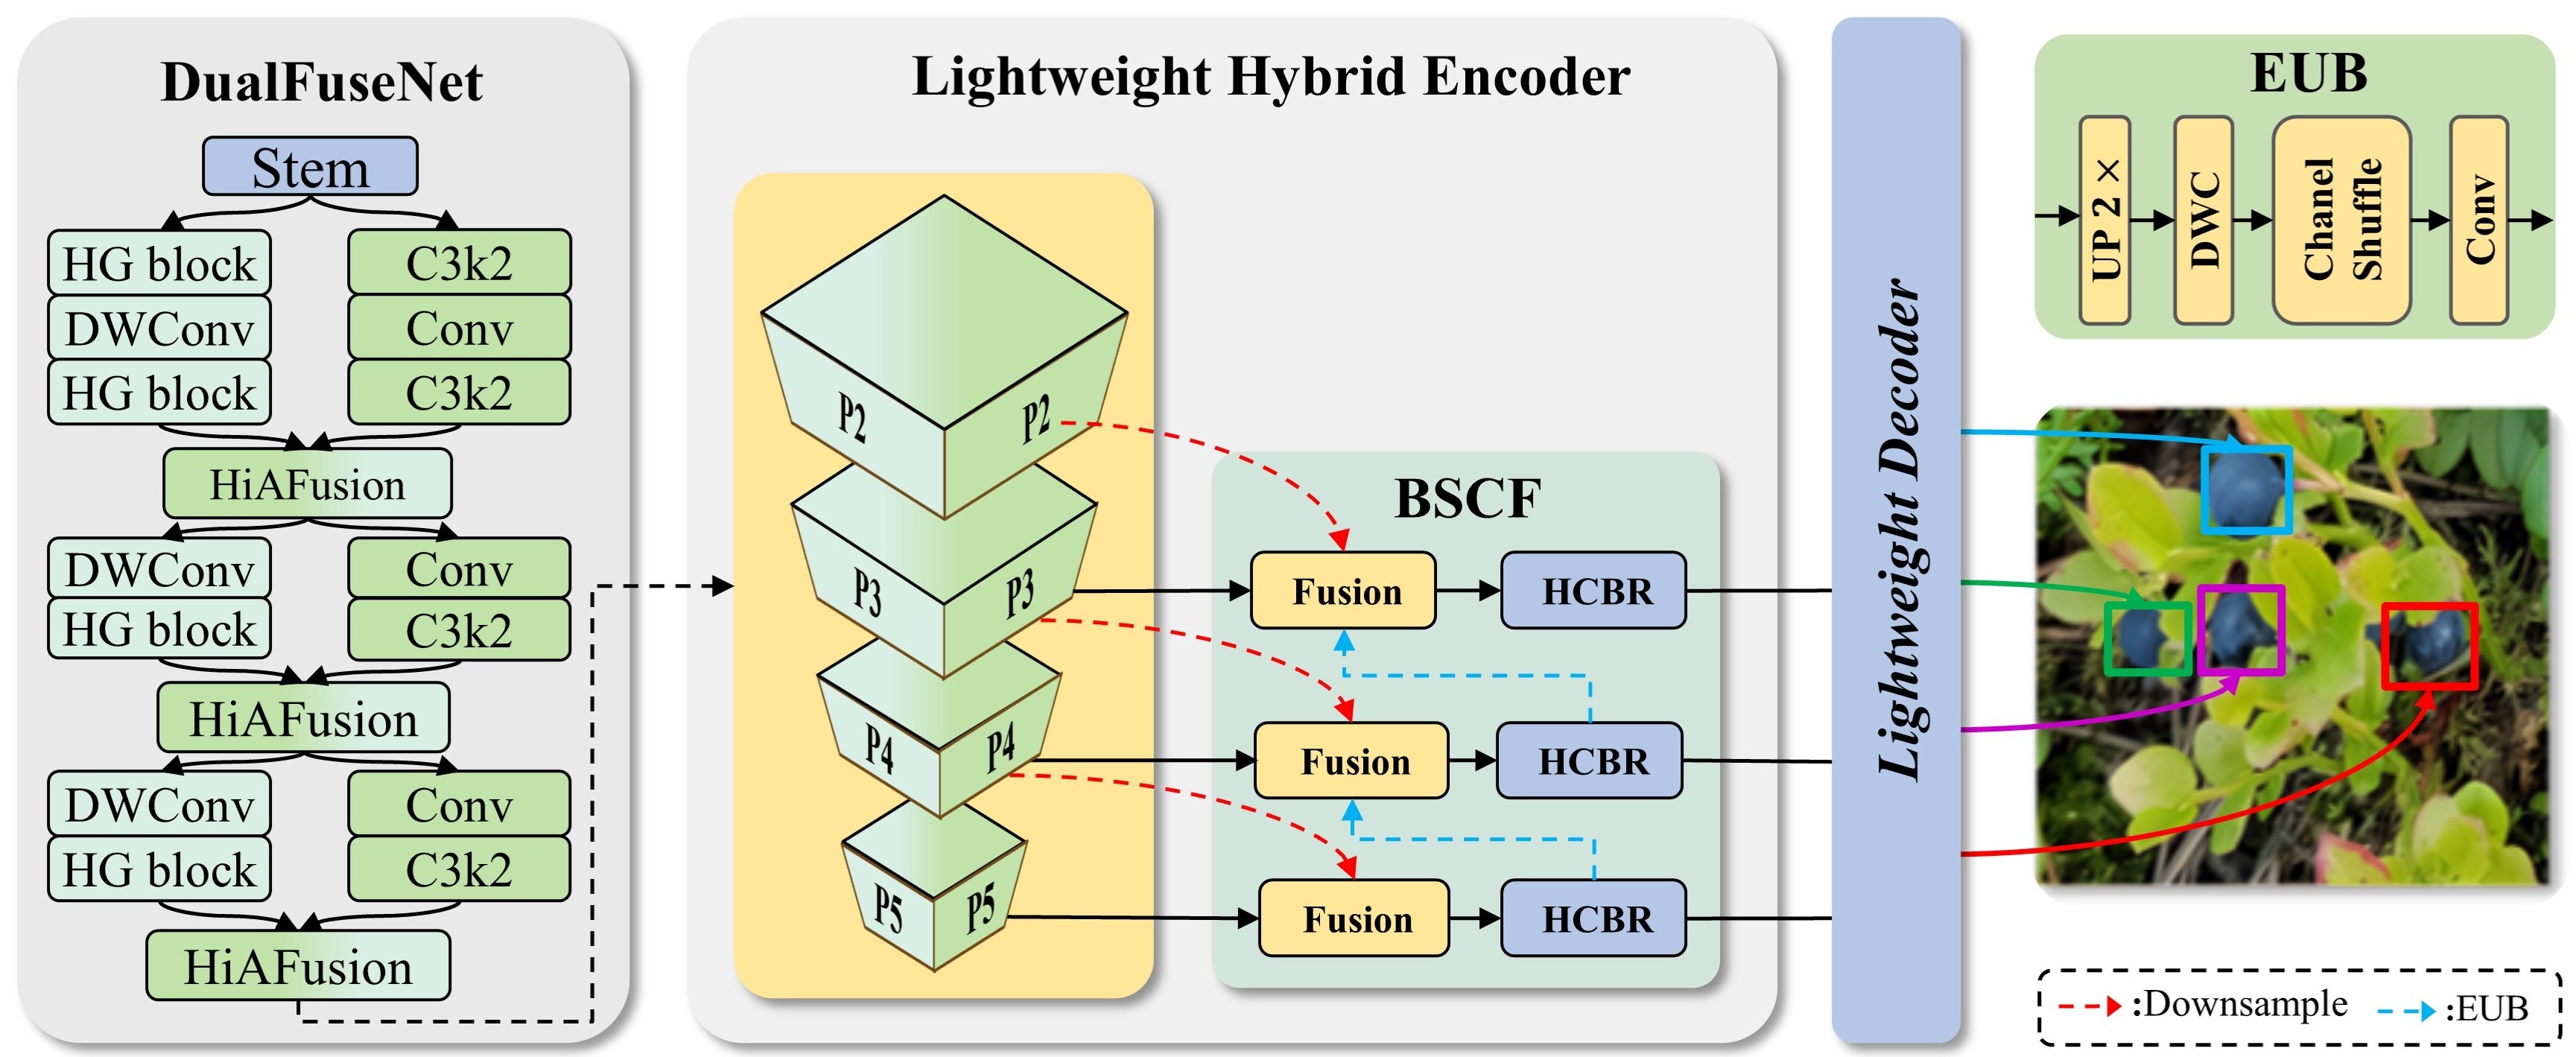 DualFuseNet
Stem
HG block
DWConv
HG block
C3k2
Conv
C3k2
HiAFusion
DWConv
HG block
Conv
C3k2
HiAFusion
DWConv
HG block
Conv
C3k2
HiAFusion
Lightweight Hybrid Encoder
P2
P2
P3
P3
P4
P4
P5
P5
BSCF
Fusion
HCBR
Fusion
HCBR
Fusion
HCBR
Lightweight Decoder
EUB
UP 2 ×
DWC
Chanel
Shuffle
Conv
:Downsample
:EUB